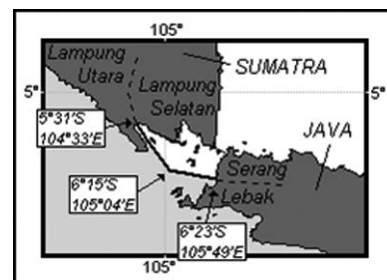 105°
Lampung
Utara
SUMATRA
5°
5°
Lampung
Selatan
5°31'S
104°33'E
JAVA
Serang
6°15'S
105°04'E
Lebak
6°23'S
105°49'E
105°